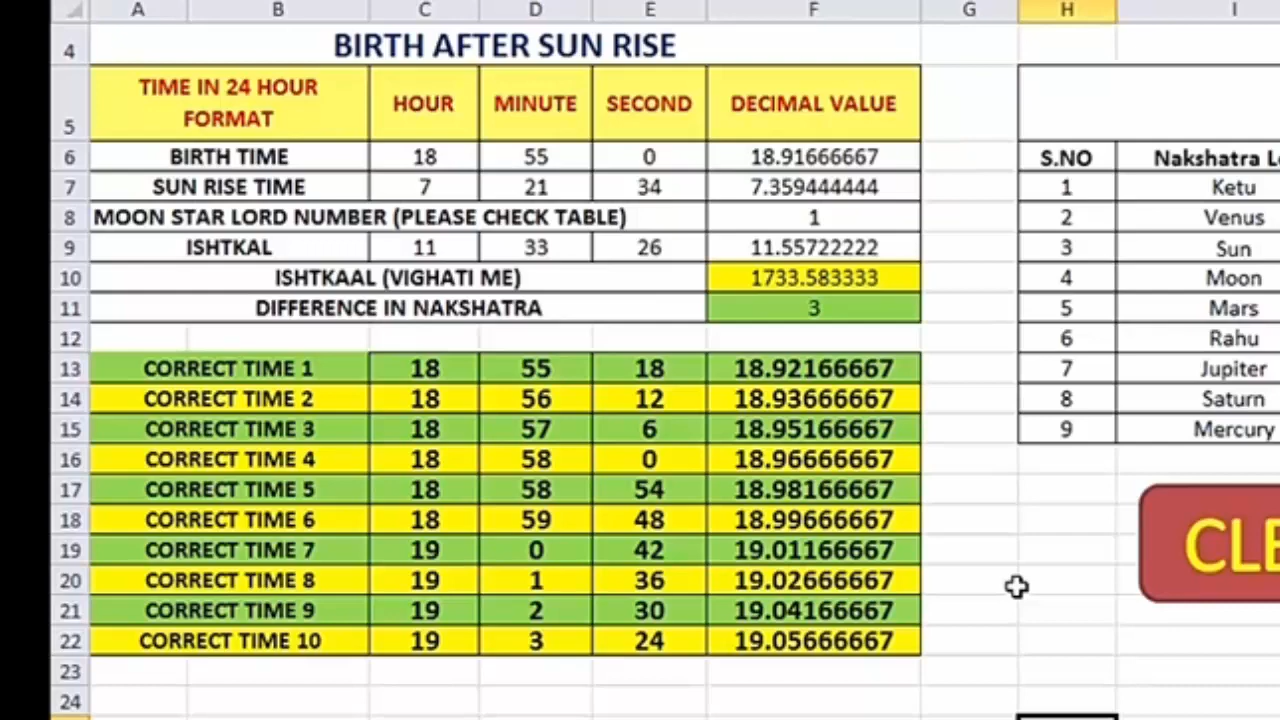 A B C D E F G H I
4 BIRTH AFTER SUN RISE
5 TIME IN 24 HOUR FORMAT HOUR MINUTE SECOND DECIMAL VALUE
6 BIRTH TIME 18 55 0 18.91666667 S.NO Nakshatra Lo
7 SUN RISE TIME 7 21 34 7.359444444 1 Ketu
8 MOON STAR LORD NUMBER (PLEASE CHECK TABLE) 1 2 Venus
9 ISHTKAL 11 33 26 11.55722222 3 Sun
10 ISHTKAAL (VIGHATI ME) 1733.583333 4 Moon
11 DIFFERENCE IN NAKSHATRA 3 5 Mars
12 6 Rahu
13 CORRECT TIME 1 18 55 18 18.92166667 7 Jupiter
14 CORRECT TIME 2 18 56 12 18.93666667 8 Saturn
15 CORRECT TIME 3 18 57 6 18.95166667 9 Mercury
16 CORRECT TIME 4 18 58 0 18.96666667
17 CORRECT TIME 5 18 58 54 18.98166667
18 CORRECT TIME 6 18 59 48 18.99666667
19 CORRECT TIME 7 19 0 42 19.01166667
CLE
20 CORRECT TIME 8 19 1 36 19.02666667
21 CORRECT TIME 9 19 2 30 19.04166667
22 CORRECT TIME 10 19 3 24 19.05666667
23
24